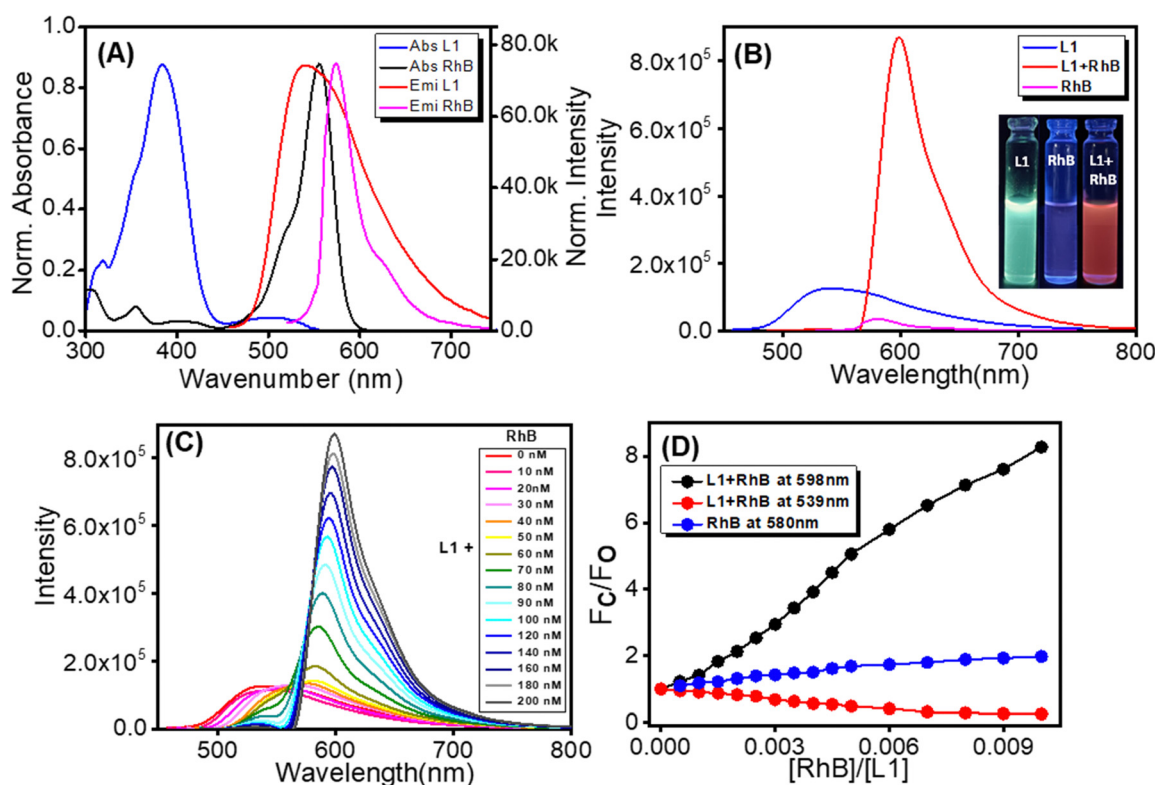 (A)
Abs L1
Abs RhB
Emi L1
Emi RhB
Norm. Absorbance
1.0
0.8
0.6
0.4
0.2
0.0
300 400 500 600 700
Wavenumber (nm)
80.0k
60.0k
40.0k
20.0k
0.0
Norm. Intensity
(B)
L1
L1+RhB
RhB
Intensity
8.0x10⁵
6.0x10⁵
4.0x10⁵
2.0x10⁵
0.0
500 600 700 800
Wavelength(nm)
L1
RhB
L1+
RhB
(C)
RhB
0 nM
10 nM
20nM
30 nM
40 nM
50 nM
60 nM
70 nM
80 nM
90 nM
100 nM
120 nM
140 nM
160 nM
180 nM
200 nM
L1 +
Intensity
8.0x10⁵
6.0x10⁵
4.0x10⁵
2.0x10⁵
0.0
500 600 700 800
Wavelength(nm)
(D)
L1+RhB at 598nm
L1+RhB at 539nm
RhB at 580nm
FC/FO
8
6
4
2
0
0.000 0.003 0.006 0.009
[RhB]/[L1]